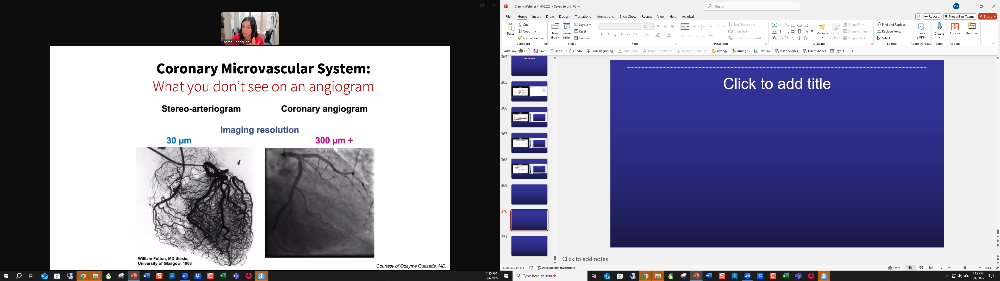 Fatima Rodriguez
Coronary Microvascular System:
What you don't see on an angiogram
Stereo-arteriogram
Coronary angiogram
Imaging resolution
30 µm
300 µm +
William Fulton, MD thesis,
University of Glasgow, 1963
Courtesy of Odayme Quesada, MD.
1:15 PM
3/4/2025
Cleerly Webinar -1-8-2025 • Saved to this PC
Search
DA
File Home Insert Draw Design Transitions Animations Slide Show Review View Help Acrobat
Record
Present in Teams
Share
Paste
Cut
Copy
Format Painter
Clipboard
New Slide
Reuse Slides
Layout
Reset
Section
Slides
32
Font
Text Direction
Align Text
Convert to SmartArt
Paragraph
Arrange
Quick Styles
Shape Fill
Shape Outline
Shape Effects
Drawing
Find and Replace
Replace Fonts
Select
Editing
Create a PDF
Adobe Acrobat
Dictate
Voice
Add-ins
Add-ins
Designer
AutoSave Off Save Undo Redo From Beginning Font Color Increase Font Size Decrease Font Size Arrange Arrange Text Box Insert Shapes Insert Shapes Layout
364
Cleerly Webinar
365
366
367
368
369
370
371
Click to add title
Click to add notes
Slide 370 of 371
Accessibility: Investigate
Notes
101%
Type here to search
1:15 PM
3/4/2025